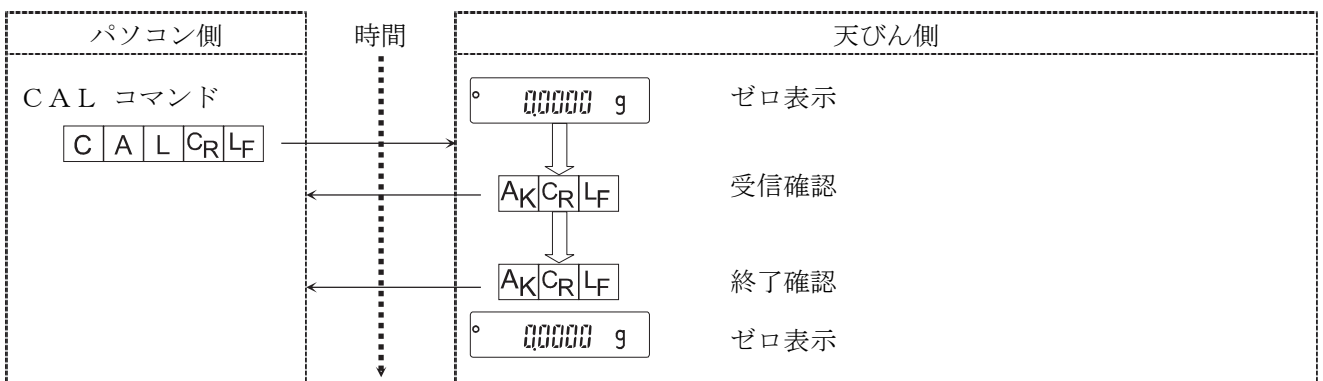 パソコン側 時間 天びん側
CAL コマンド
0.0000 g ゼロ表示
C A L CR LF
AK CR LF 受信確認
AK CR LF 終了確認
0.0000 g ゼロ表示